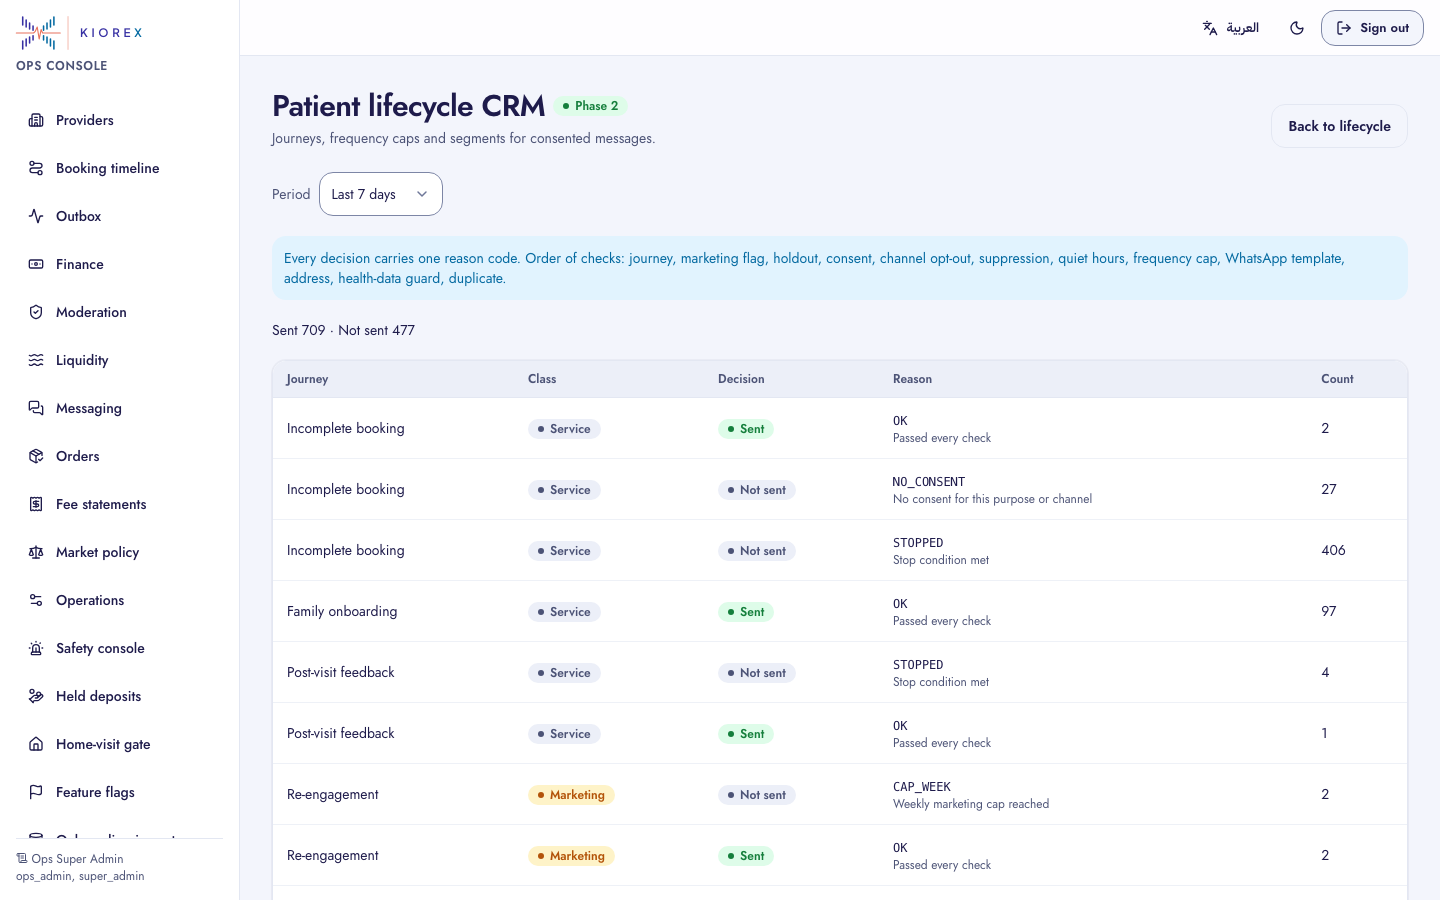 KIOREX
OPS CONSOLE
العربية
Sign out
Providers
Booking timeline
Outbox
Finance
Moderation
Liquidity
Messaging
Orders
Fee statements
Market policy
Operations
Safety console
Held deposits
Home-visit gate
Feature flags
Ops Super Admin
ops_admin, super_admin
Patient lifecycle CRM
Phase 2
Journeys, frequency caps and segments for consented messages.
Back to lifecycle
Period
Last 7 days
Every decision carries one reason code. Order of checks: journey, marketing flag, holdout, consent, channel opt-out, suppression, quiet hours, frequency cap, WhatsApp template,
address, health-data guard, duplicate.
Sent 709 · Not sent 477
Journey Class Decision Reason Count
Incomplete booking Service Sent OK 2
Passed every check
Incomplete booking Service Not sent NO_CONSENT 27
No consent for this purpose or channel
Incomplete booking Service Not sent STOPPED 406
Stop condition met
Family onboarding Service Sent OK 97
Passed every check
Post-visit feedback Service Not sent STOPPED 4
Stop condition met
Post-visit feedback Service Sent OK 1
Passed every check
Re-engagement Marketing Not sent CAP_WEEK 2
Weekly marketing cap reached
Re-engagement Marketing Sent OK 2
Passed every check